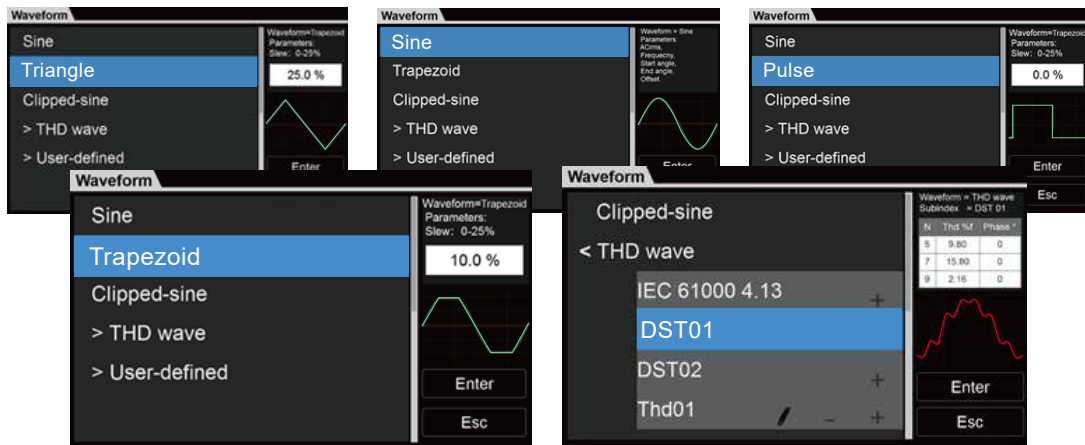 Waveform
Sine
Triangle
Clipped-sine
> THD wave
> User-defined
Waveform=Trapezoid
Parameters:
Slew: 0-25%
25.0 %
Enter
Waveform
Sine
Trapezoid
Clipped-sine
> THD wave
> User-defined
Waveform = Sine
Parameters:
ACrms,
Frequecny,
Start angle,
End angle,
Offset.
Enter
Waveform
Sine
Pulse
Clipped-sine
> THD wave
> User-defined
Waveform=Trapezoid
Parameters:
Slew: 0-25%
0.0 %
Enter
Esc
Waveform
Sine
Trapezoid
Clipped-sine
> THD wave
> User-defined
Waveform=Trapezoid
Parameters:
Slew: 0-25%
10.0 %
Enter
Esc
Waveform
Clipped-sine
< THD wave
IEC 61000 4.13 +
DST01
DST02 +
Thd01 - +
Waveform = THD wave
Subindex = DST 01
N Thd %f Phase °
5 9.80 0
7 15.80 0
9 2.16 0
Enter
Esc